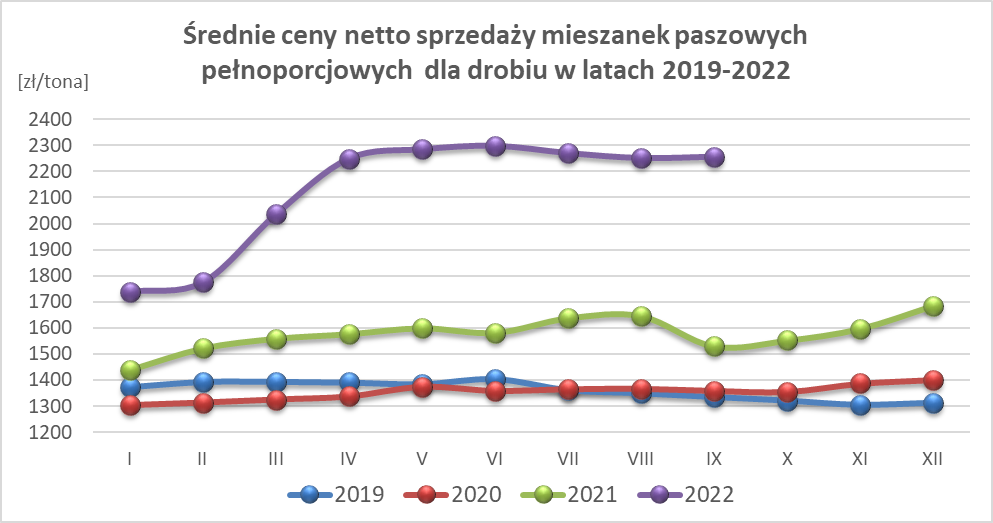 Średnie ceny netto sprzedaży mieszanek paszowych
pełnoporcjowych dla drobiu w latach 2019-2022
[zł/tona]
2400
2300
2200
2100
2000
1900
1800
1700
1600
1500
1400
1300
1200
I II III IV V VI VII VIII IX X XI XII
2019 2020 2021 2022